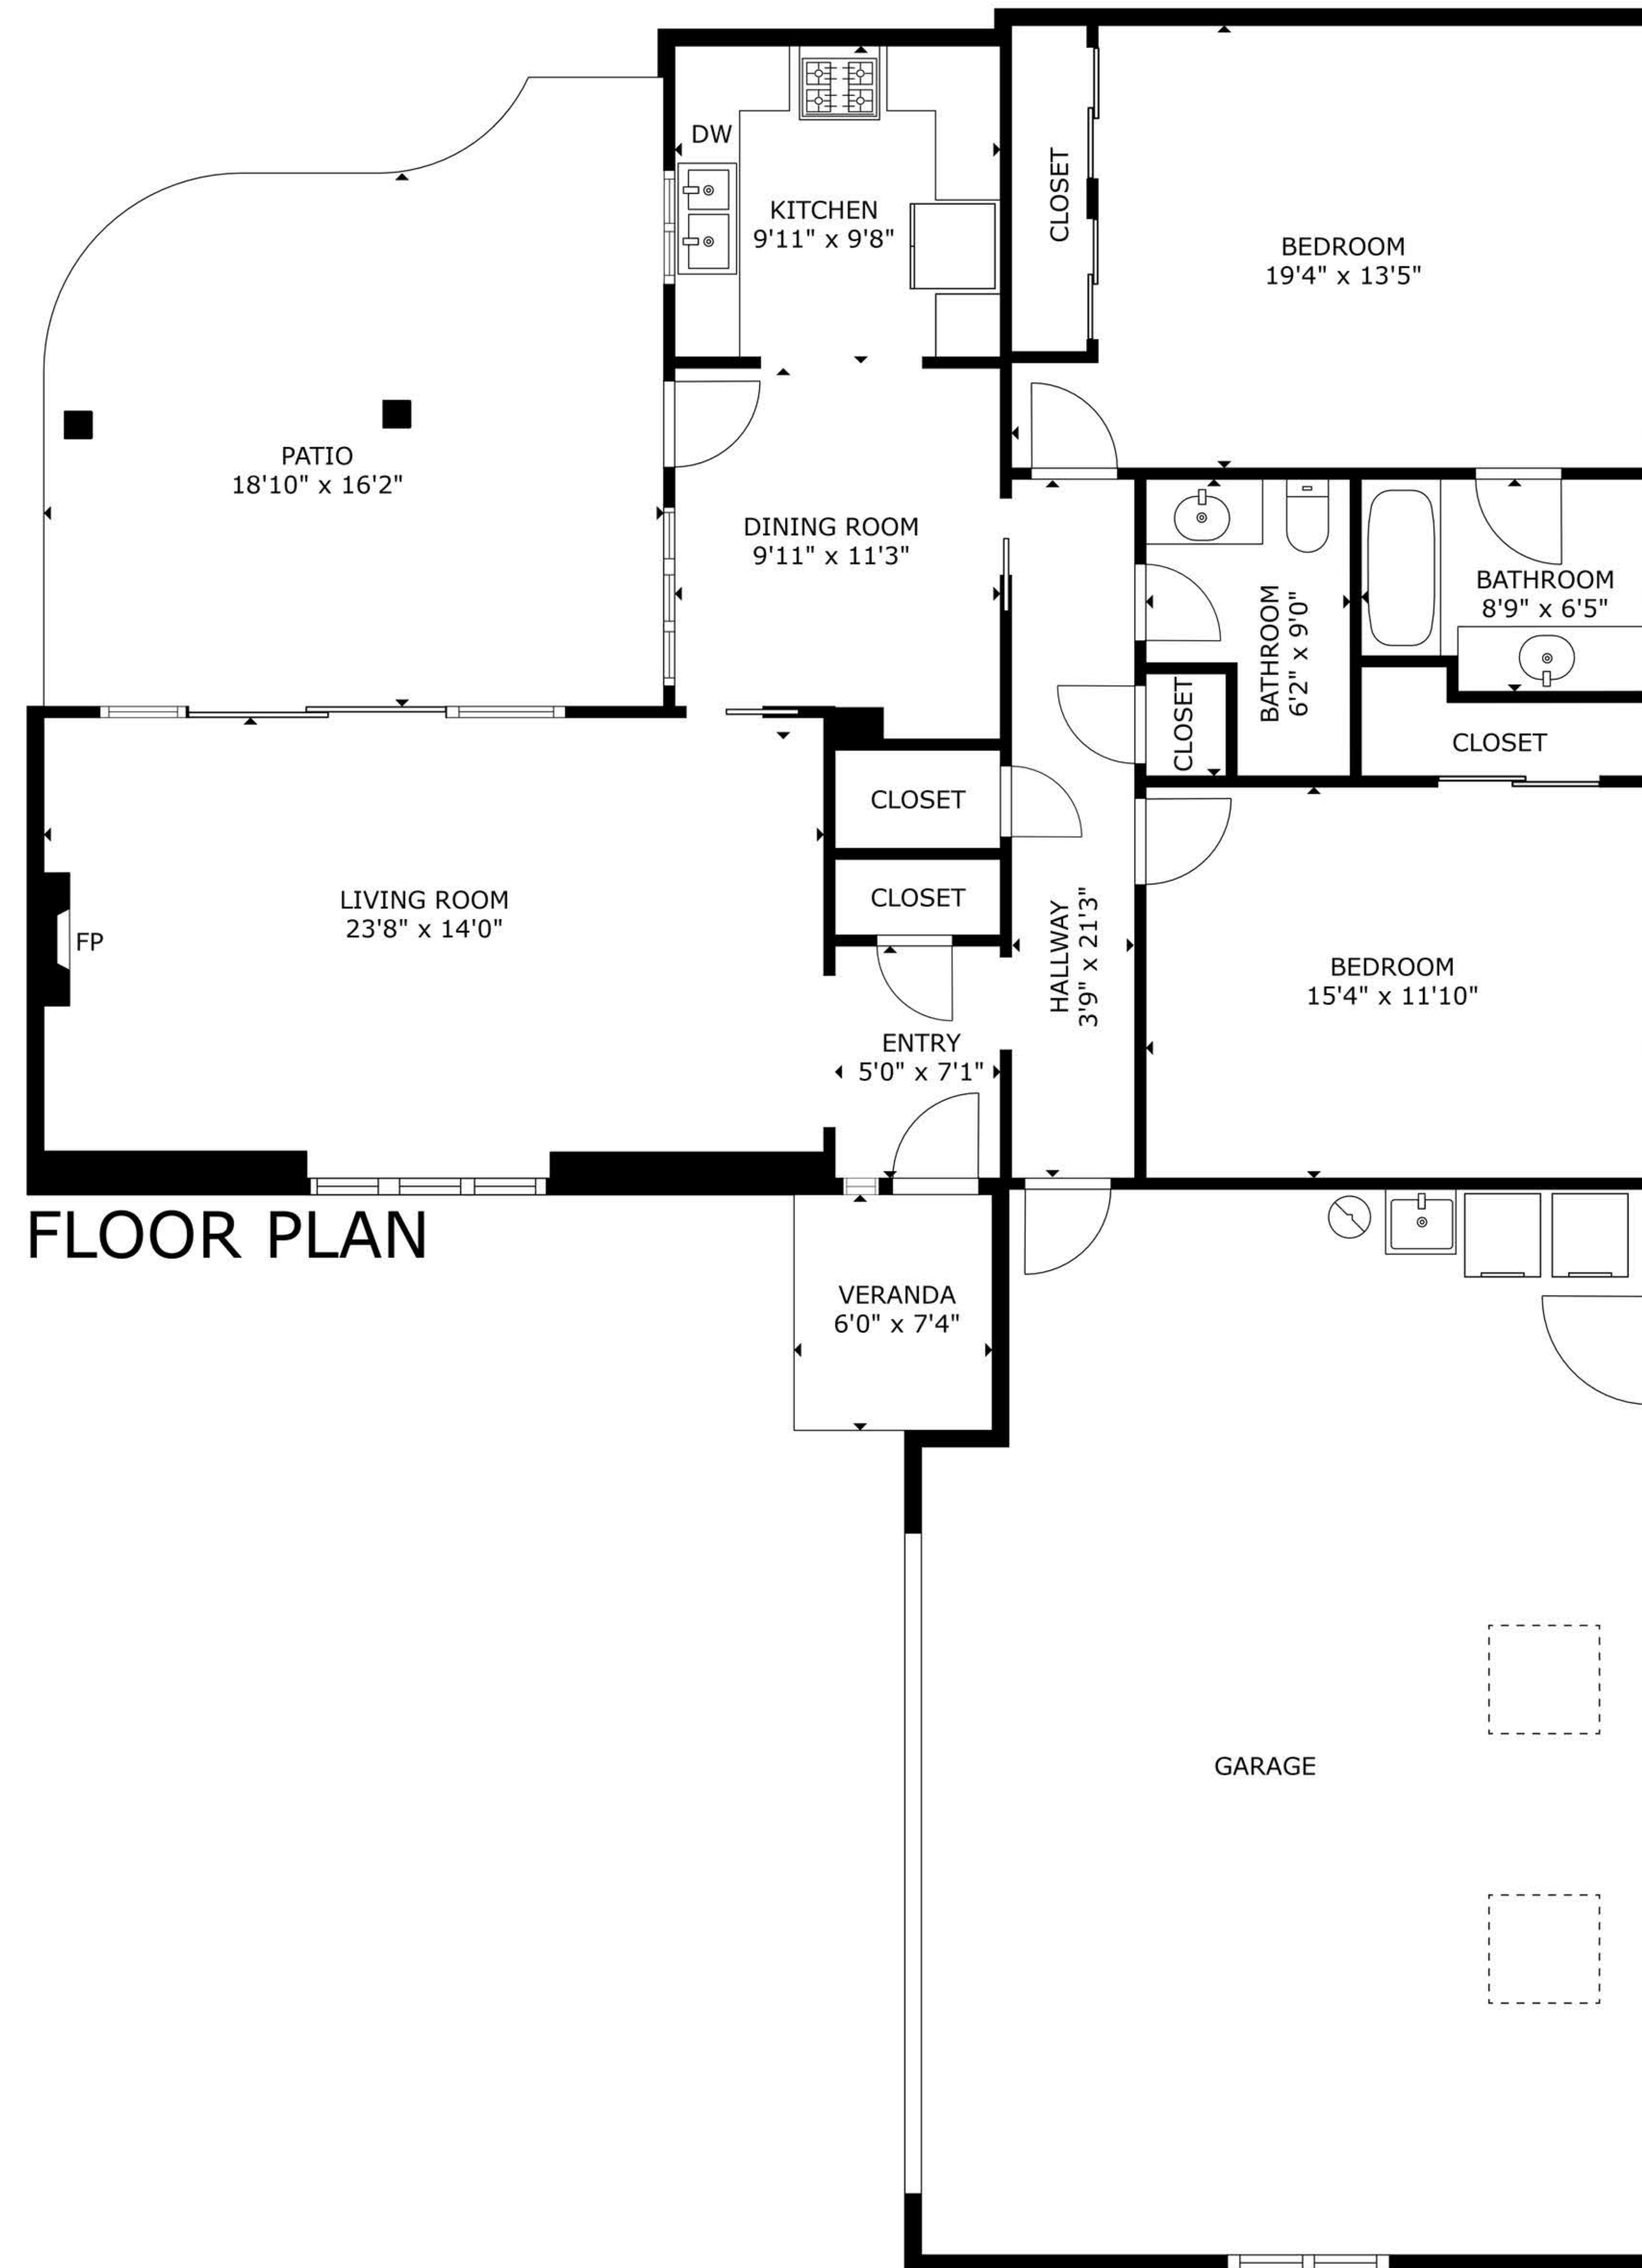 DW
KITCHEN
9'11" x 9'8"
CLOSET
BEDROOM
19'4" x 13'5"
PATIO
18'10" x 16'2"
DINING ROOM
9'11" x 11'3"
BATHROOM
6'2" x 9'0"
BATHROOM
8'9" x 6'5"
CLOSET
CLOSET
CLOSET
CLOSET
LIVING ROOM
23'8" x 14'0"
FP
HALLWAY
3'9" x 21'3"
BEDROOM
15'4" x 11'10"
ENTRY
5'0" x 7'1"
FLOOR PLAN
VERANDA
6'0" x 7'4"
GARAGE